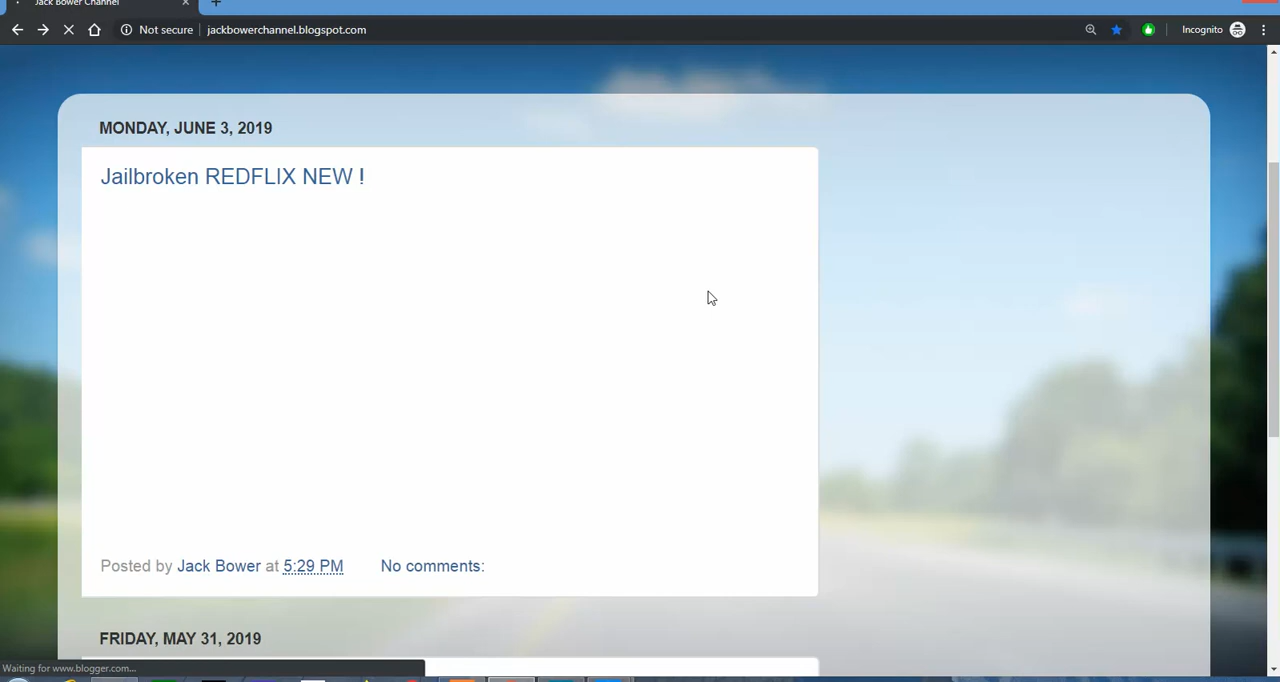 Jack Bower Channel
Not secure
jackbowerchannel.blogspot.com
Incognito
MONDAY, JUNE 3, 2019
Jailbroken REDFLIX NEW !
Posted by Jack Bower at 5:29 PM No comments:
FRIDAY, MAY 31, 2019
Waiting for www.blogger.com...